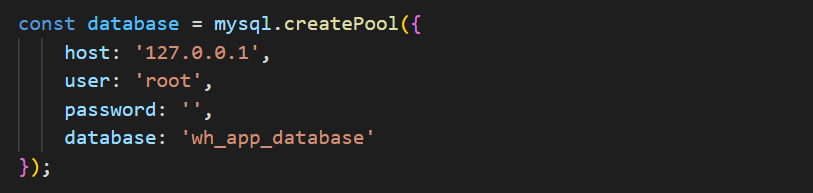 const database = mysql.createPool({
    host: '127.0.0.1',
    user: 'root',
    password: '',
    database: 'wh_app_database'
});